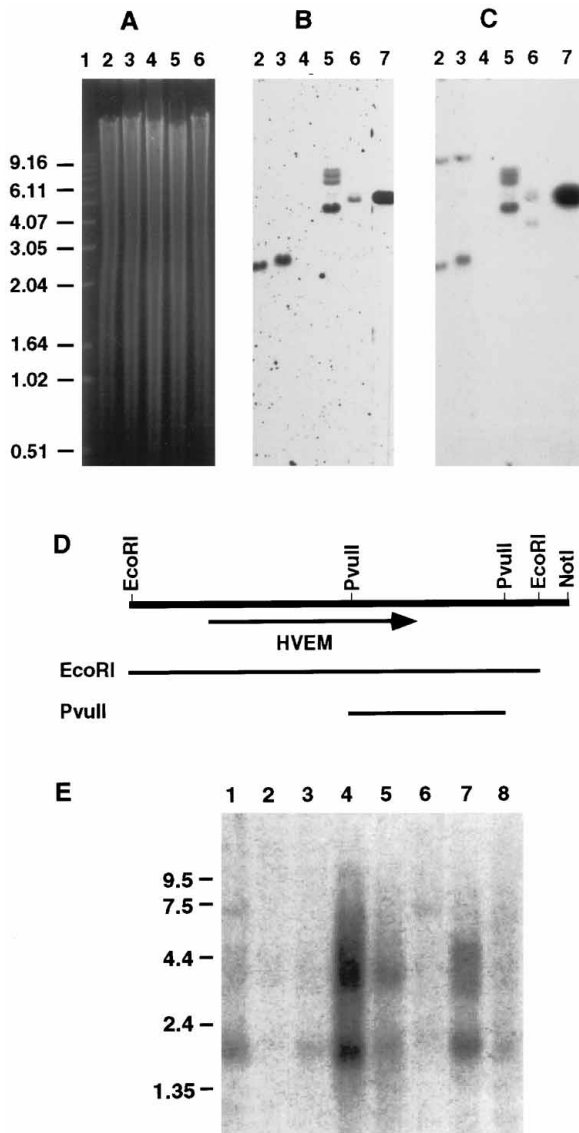 A B C
1 2 3 4 5 6 2 3 4 5 6 7 2 3 4 5 6 7
9.16
6.11
4.07
3.05
2.04
1.64
1.02
0.51
D
EcoRI PvuII PvuII EcoRI NotI
HVEM
EcoRI
PvuII
E
1 2 3 4 5 6 7 8
9.5
7.5
4.4
2.4
1.35